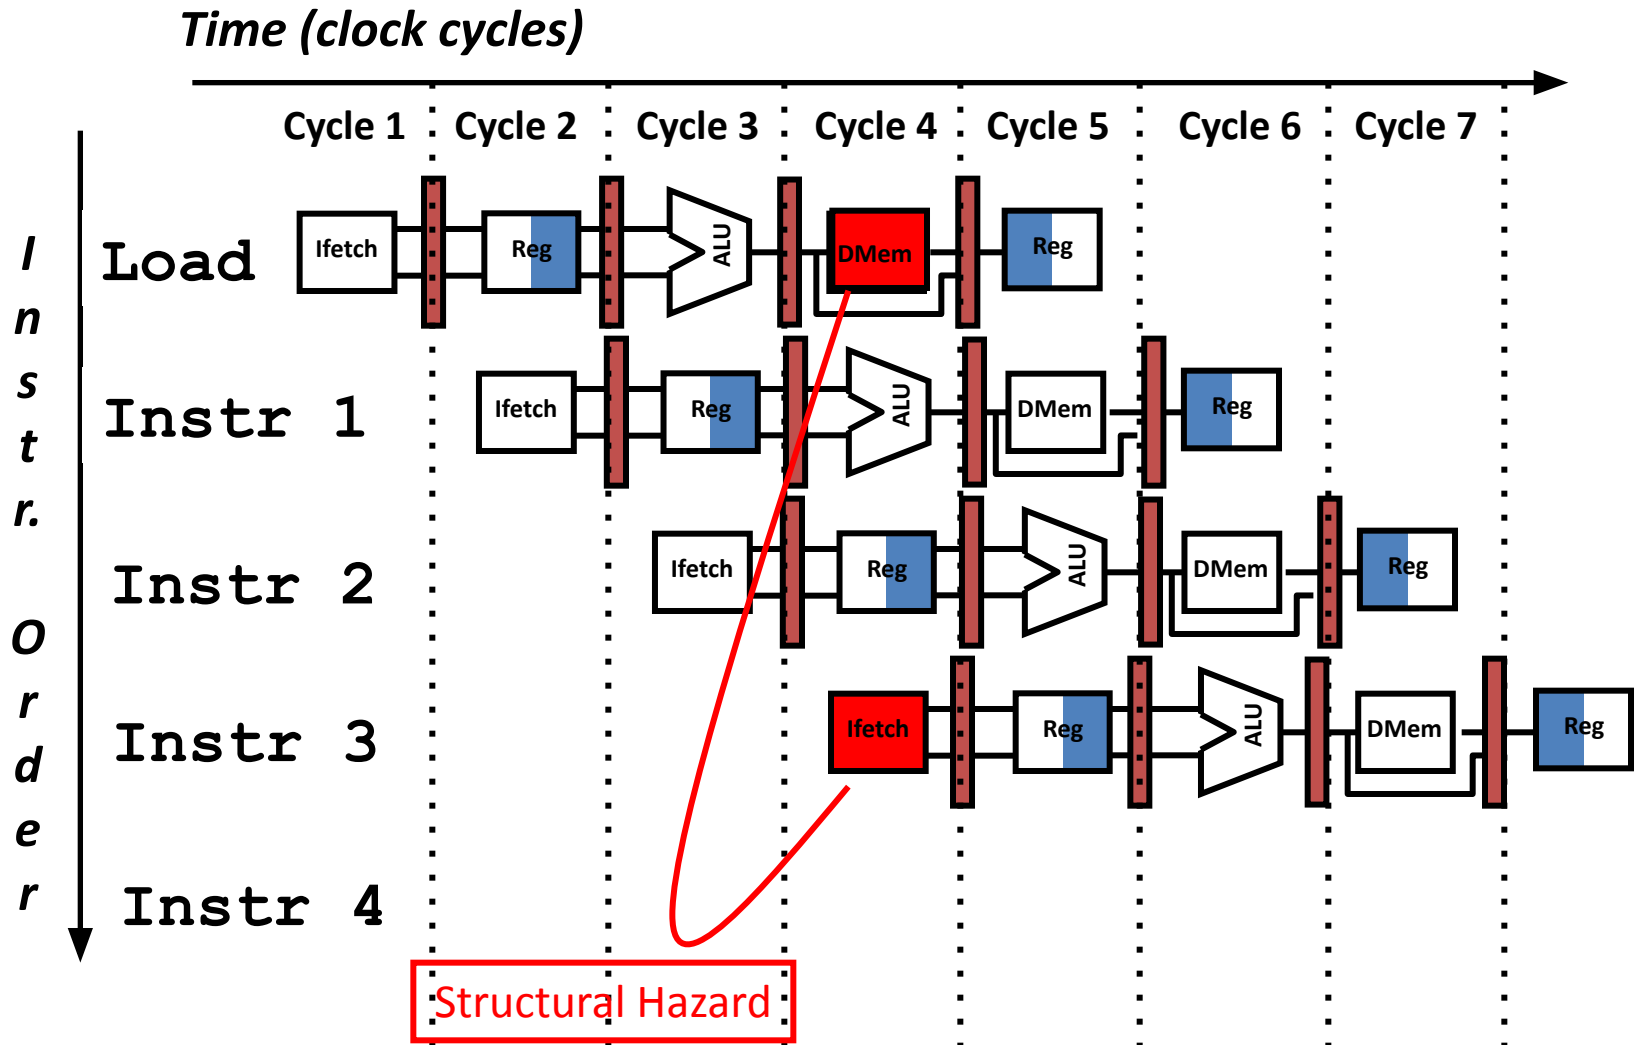 Time (clock cycles)
Cycle 1 Cycle 2 Cycle 3 Cycle 4 Cycle 5 Cycle 6 Cycle 7
Instr. Order
Load Ifetch Reg ALU DMem Reg
Instr 1 Ifetch Reg ALU DMem Reg
Instr 2 Ifetch Reg ALU DMem Reg
Instr 3 Ifetch Reg ALU DMem Reg
Instr 4
Structural Hazard